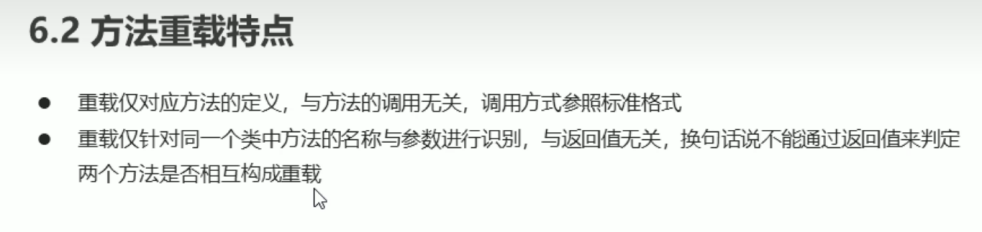 6.2 方法重载特点
● 重载仅对应方法的定义，与方法的调用无关，调用方式参照标准格式
● 重载仅针对同一个类中方法的名称与参数进行识别，与返回值无关，换句话说不能通过返回值来判定
两个方法是否相互构成重载